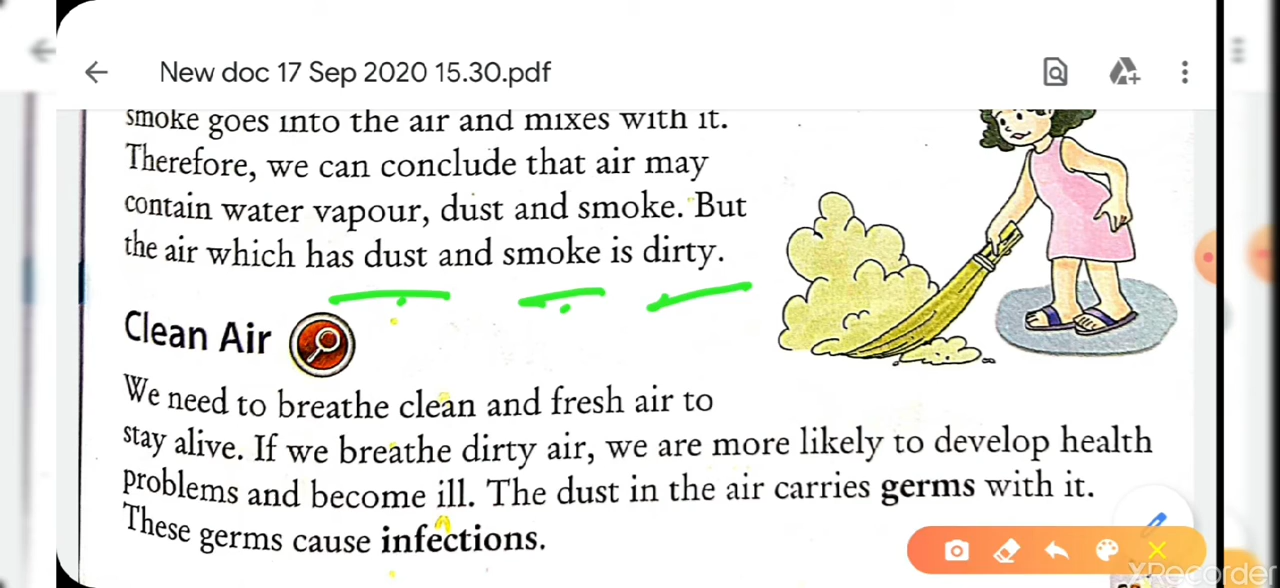 New doc 17 Sep 2020 15.30.pdf
smoke goes into the air and mixes with it.
Therefore, we can conclude that air may
contain water vapour, dust and smoke. But
the air which has dust and smoke is dirty.
Clean Air
We need to breathe clean and fresh air to
stay alive. If we breathe dirty air, we are more likely to develop health
problems and become ill. The dust in the air carries germs with it.
These germs cause infections.
XRecorder